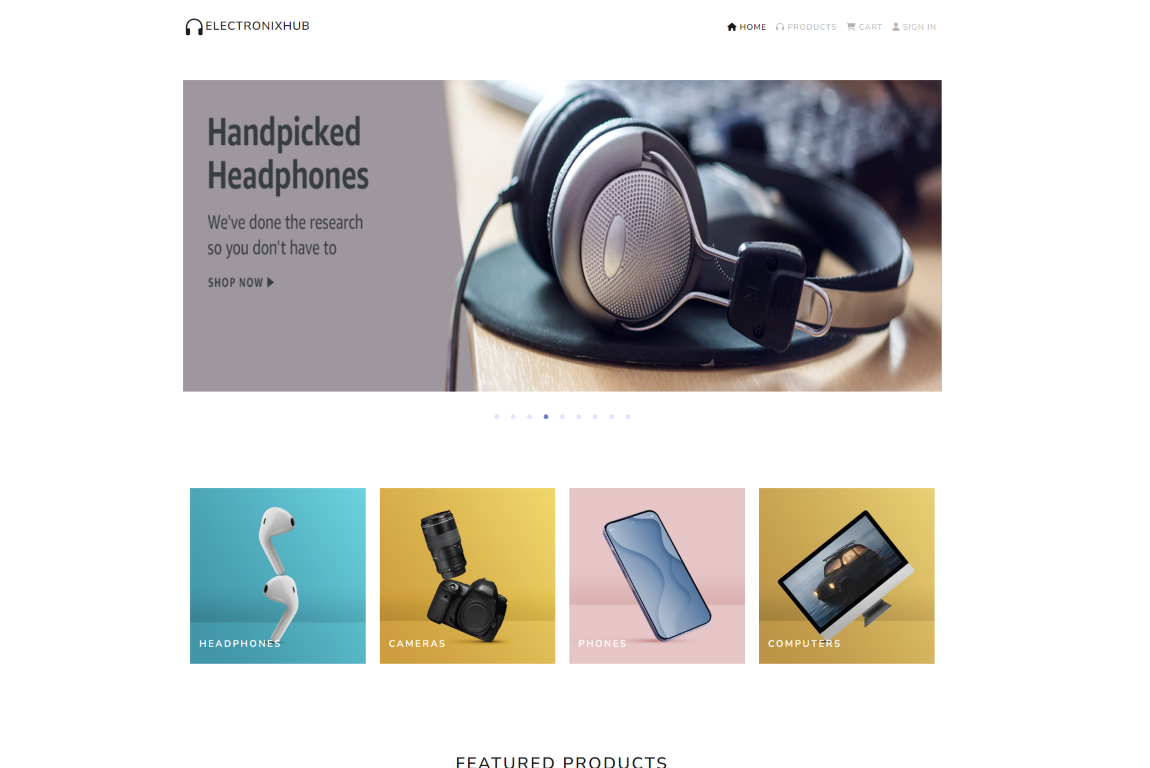 ELECTRONIXHUB
HOME PRODUCTS CART SIGN IN
Handpicked
Headphones
We've done the research
so you don't have to
SHOP NOW
HEADPHONES
CAMERAS
PHONES
COMPUTERS
FEATURED PRODUCTS